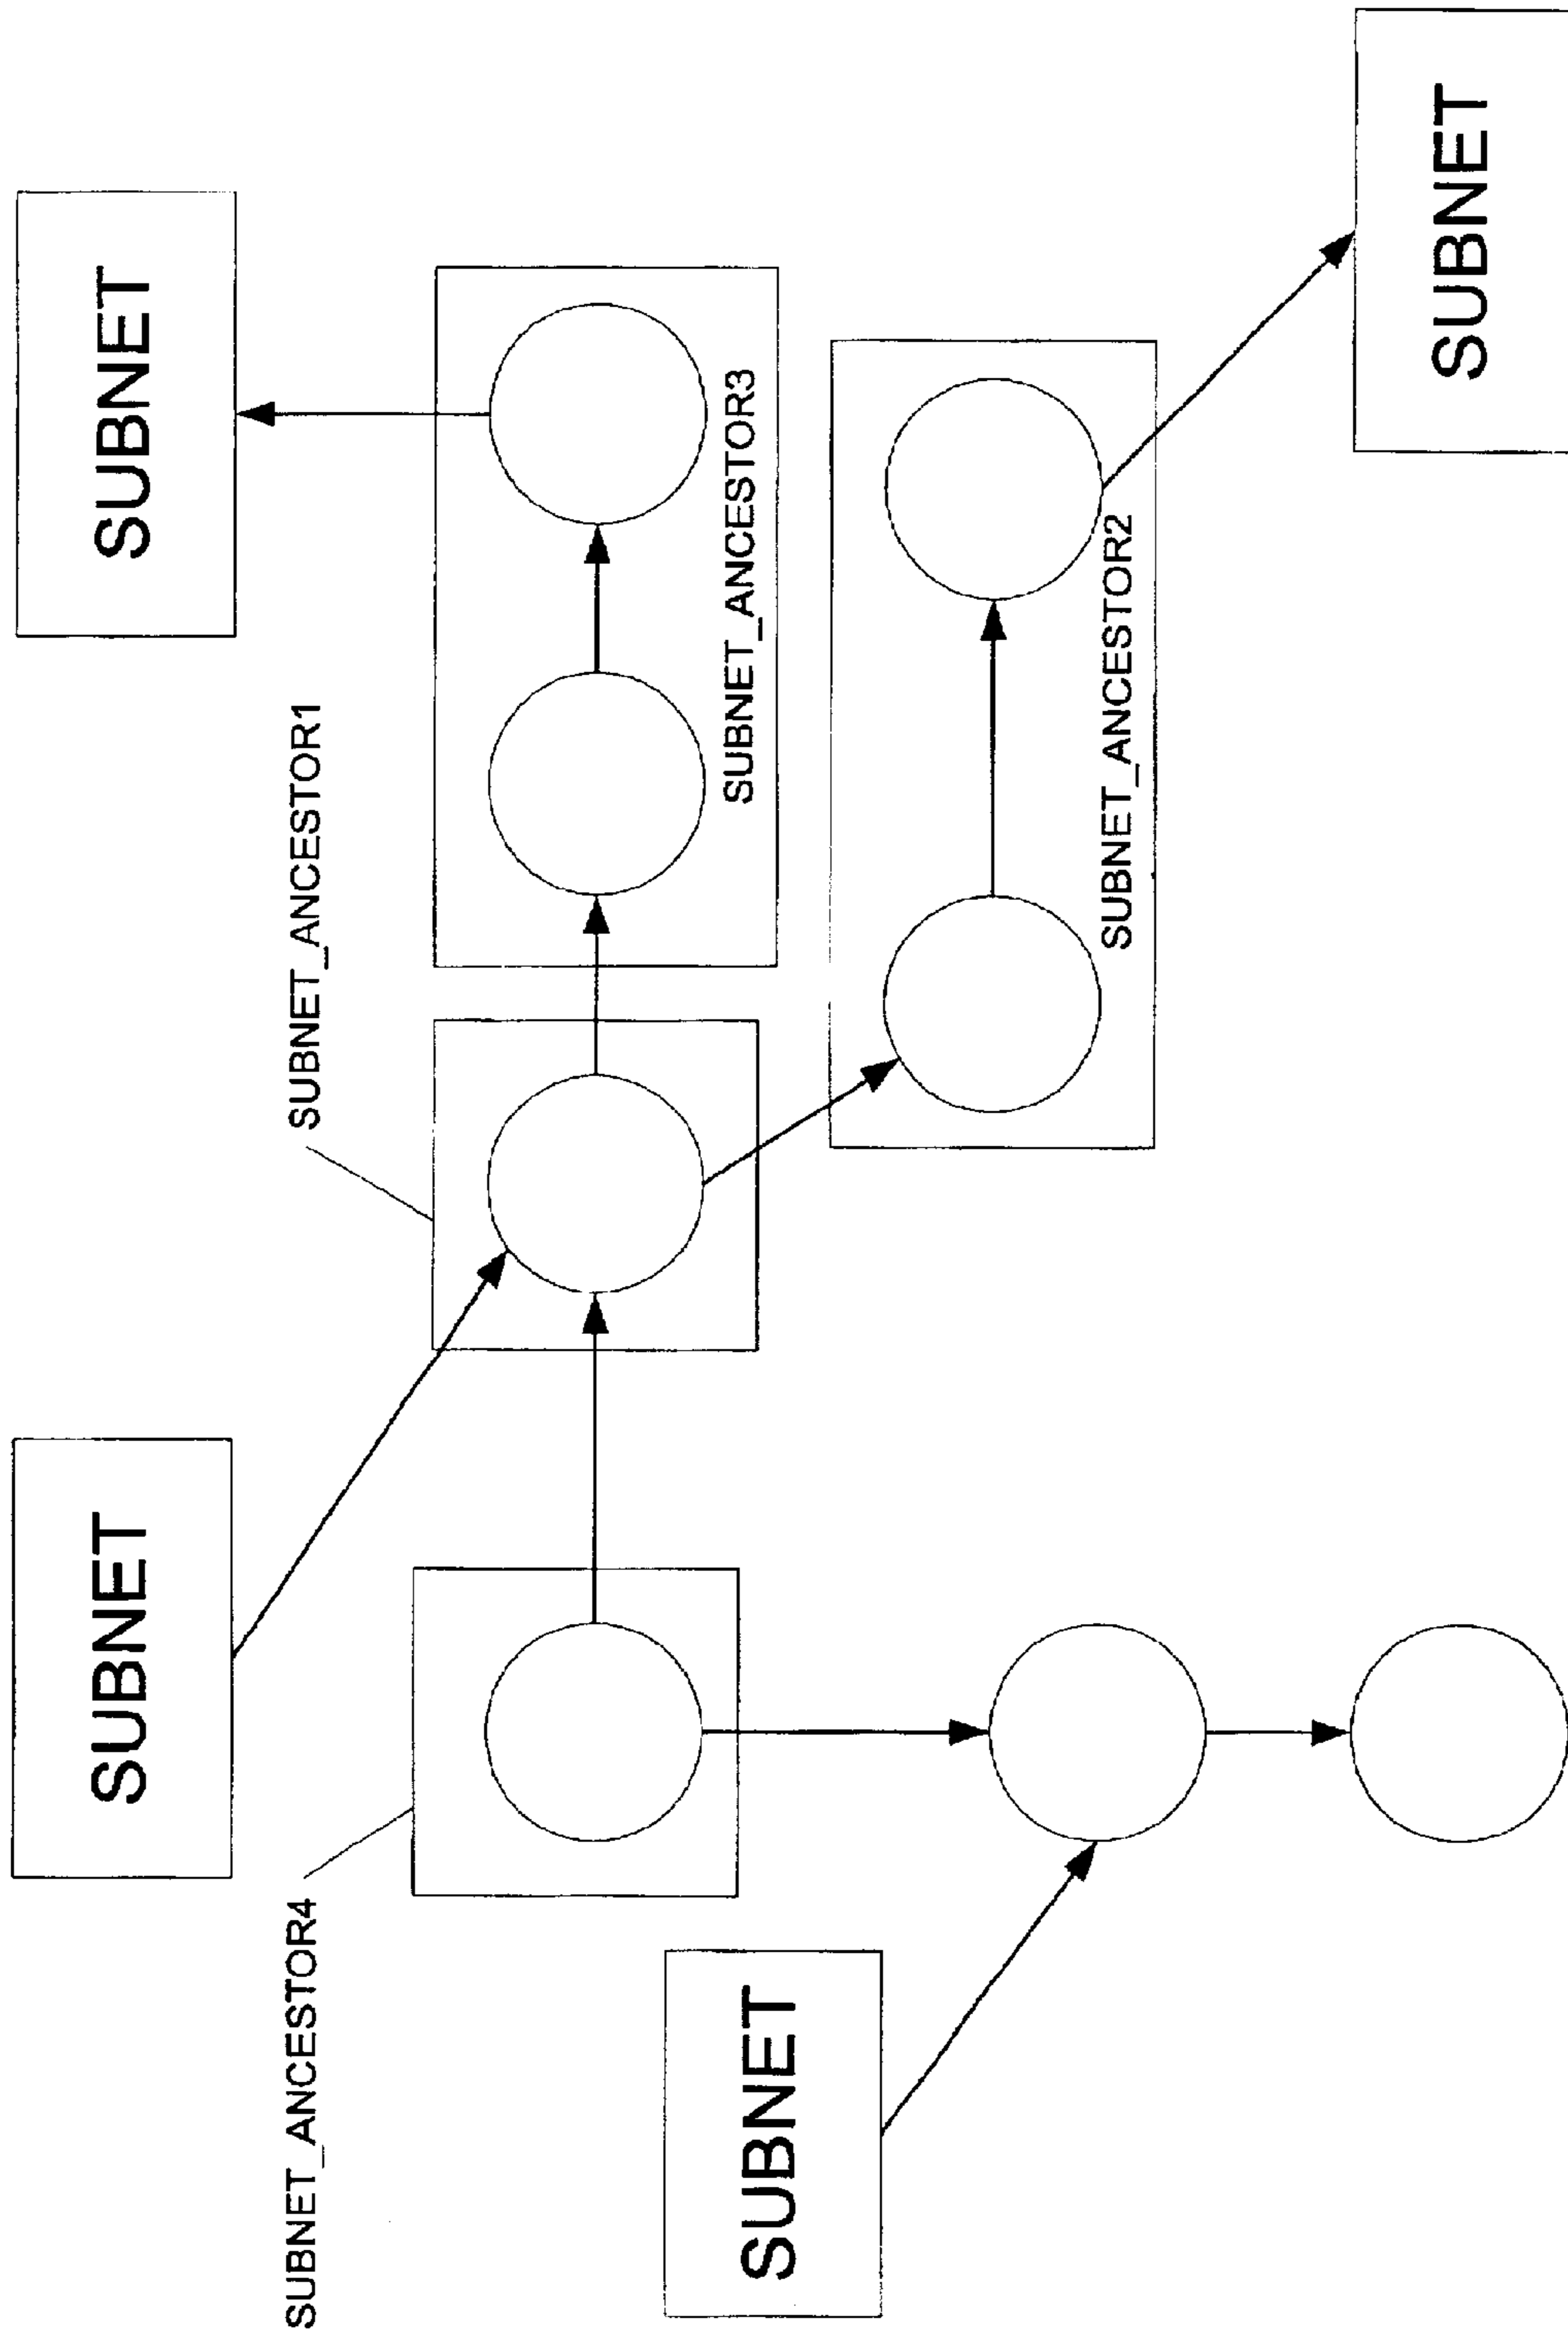 SUBNET
SUBNET
SUBNET_ANCESTOR4
SUBNET_ANCESTOR1
SUBNET
SUBNET_ANCESTOR3
SUBNET_ANCESTOR2
SUBNET